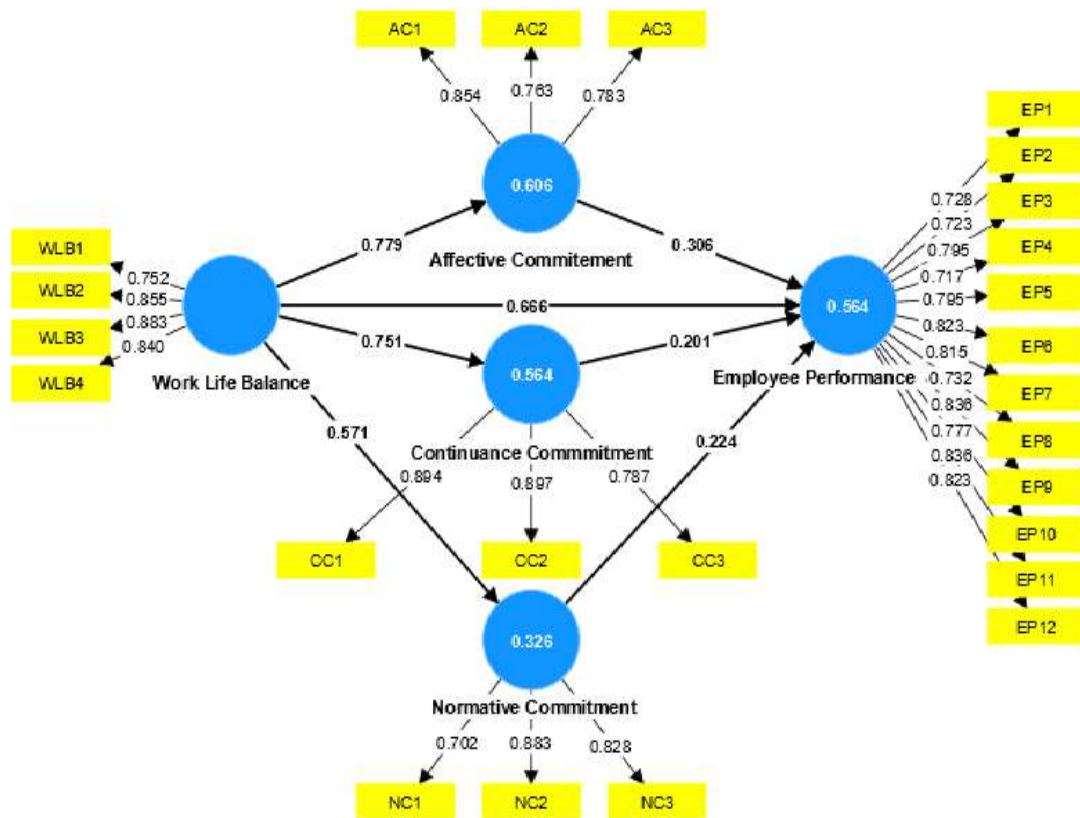 AC1 AC2 AC3
0.854 0.763 0.783
EP1
EP2
EP3
EP4
EP5
EP6
EP7
EP8
EP9
EP10
EP11
EP12
0.728
0.723
0.795
0.717
0.795
0.823
0.815
0.732
0.836
0.777
0.836
0.823
0.606
Affective Commitement
0.779
0.306
WLB1
WLB2
WLB3
WLB4
0.752
0.855
0.883
0.840
Work Life Balance
0.666
0.564
Employee Performance
0.751
0.201
0.564
Continuance Commmitment
0.571
0.224
0.894 0.897 0.787
CC1 CC2 CC3
0.326
Normative Commitment
0.702 0.883 0.828
NC1 NC2 NC3